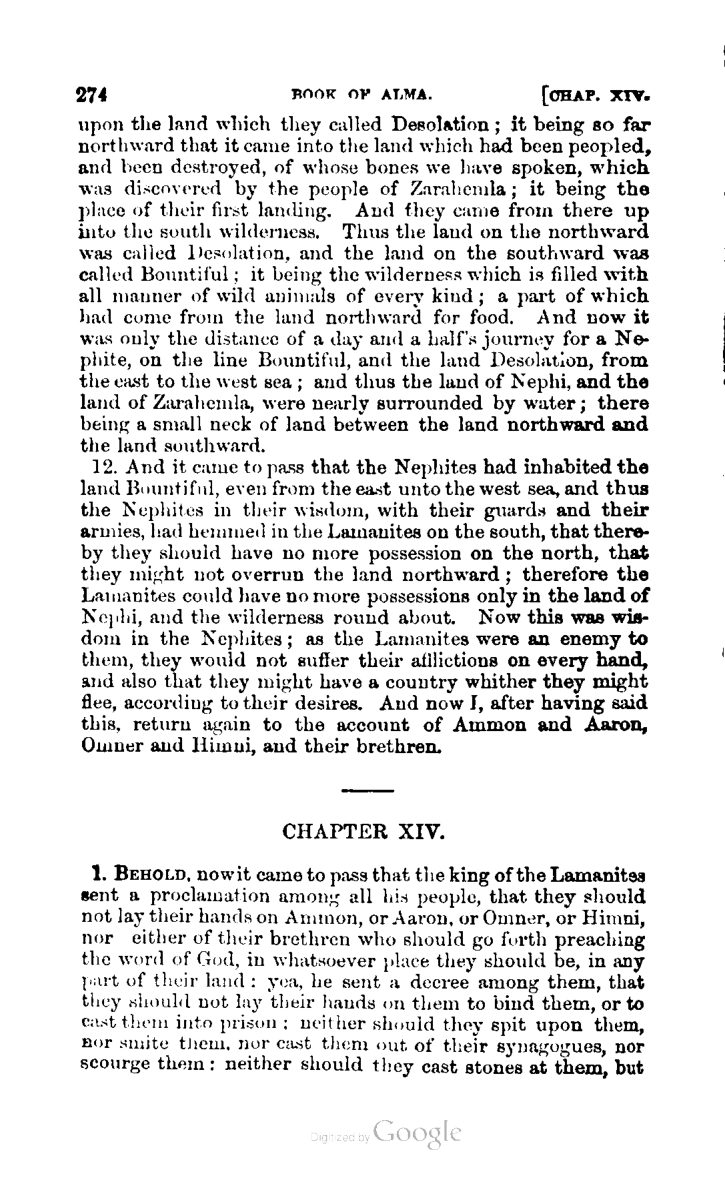 274 BOOK OF ALMA. [CHAP. XIV.
upon the land which they called Desolation; it being so far
northward that it came into the land which had been peopled,
and been destroyed, of whose bones we have spoken, which
was discovered by the people of Zarahemla; it being the
place of their first landing. And they came from there up
into the south wilderness. Thus the land on the northward
was called Desolation, and the land on the southward was
called Bountiful; it being the wilderness which is filled with
all manner of wild animals of every kind; a part of which
had come from the land northward for food. And now it
was only the distance of a day and a half's journey for a Ne-
phite, on the line Bountiful, and the land Desolation, from
the east to the west sea; and thus the land of Nephi, and the
land of Zarahemla, were nearly surrounded by water; there
being a small neck of land between the land northward and
the land southward.
12. And it came to pass that the Nephites had inhabited the
land Bountiful, even from the east unto the west sea, and thus
the Nephites in their wisdom, with their guards and their
armies, had hemmed in the Lamanites on the south, that there-
by they should have no more possession on the north, that
they might not overrun the land northward; therefore the
Lamanites could have no more possessions only in the land of
Nephi, and the wilderness round about. Now this was wis-
dom in the Nephites; as the Lamanites were an enemy to
them, they would not suffer their afflictions on every hand,
and also that they might have a country whither they might
flee, according to their desires. And now I, after having said
this, return again to the account of Ammon and Aaron,
Omner and Himni, and their brethren.
CHAPTER XIV.
1. BEHOLD, now it came to pass that the king of the Lamanites
sent a proclamation among all his people, that they should
not lay their hands on Ammon, or Aaron, or Omner, or Himni,
nor either of their brethren who should go forth preaching
the word of God, in whatsoever place they should be, in any
part of their land: yea, he sent a decree among them, that
they should not lay their hands on them to bind them, or to
cast them into prison; neither should they spit upon them,
nor smite them, nor cast them out of their synagogues, nor
scourge them: neither should they cast stones at them, but
Digitized by Google